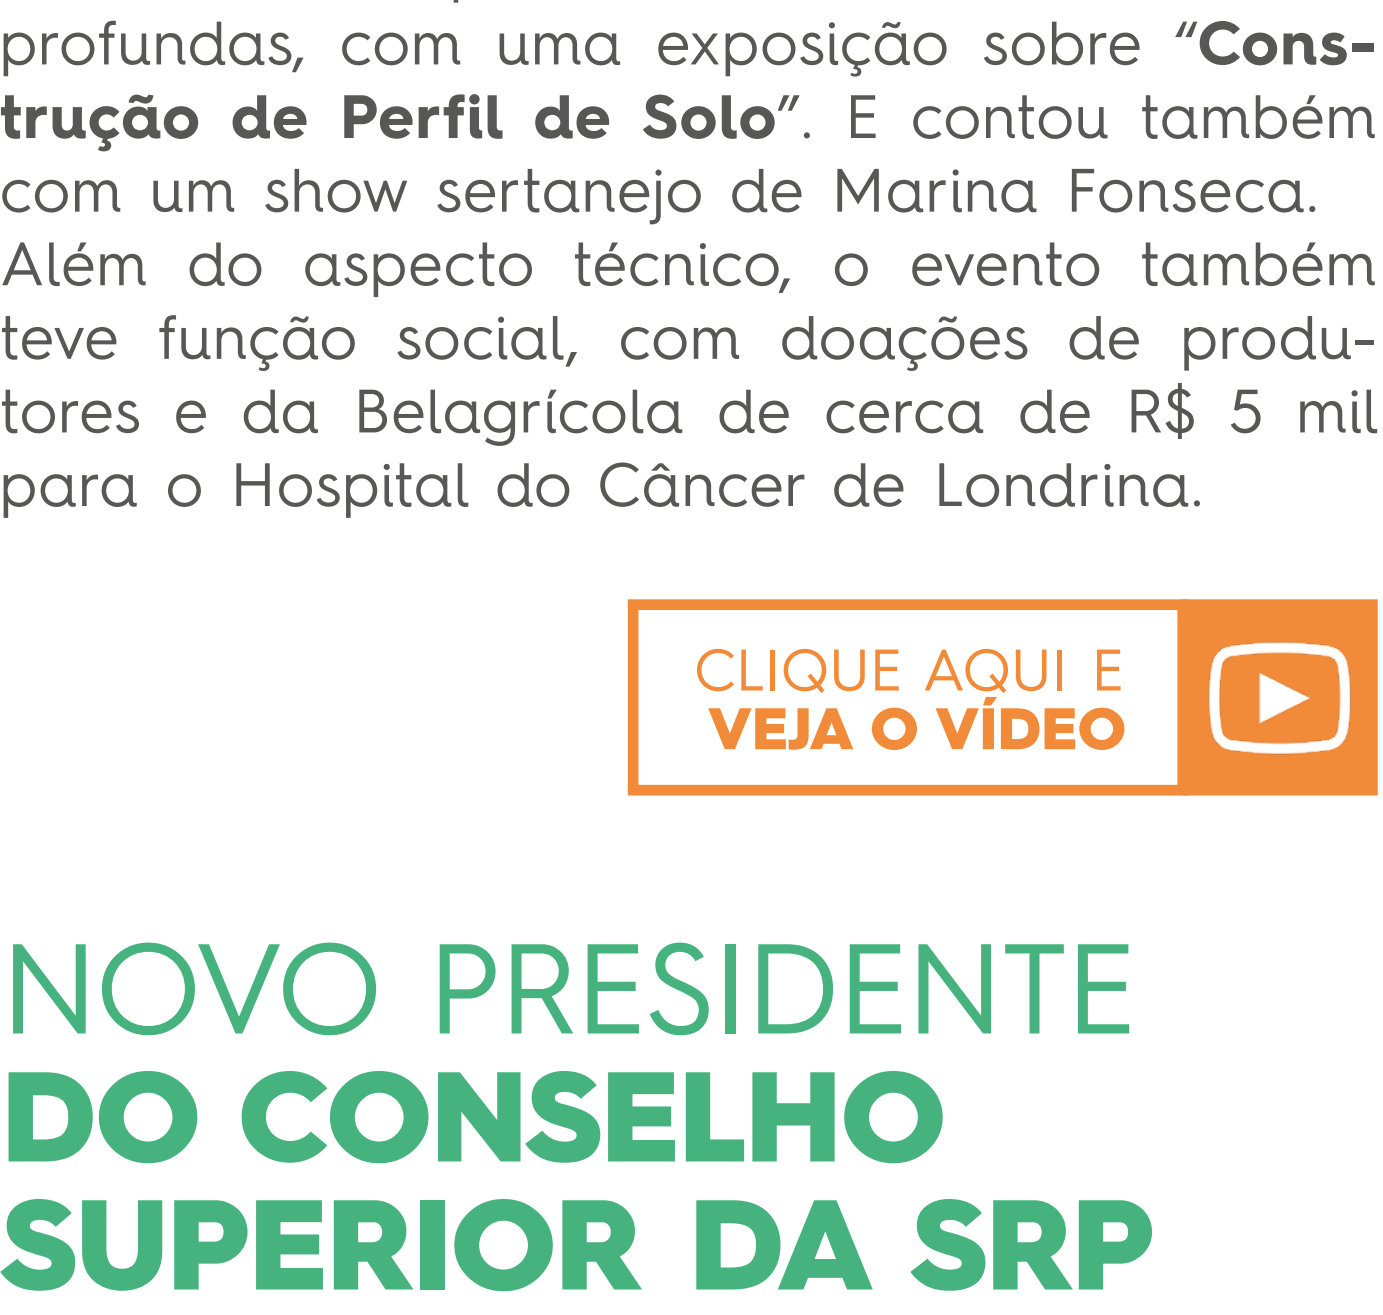 profundas, com uma exposição sobre “Cons-
trução de Perfil de Solo”. E contou também
com um show sertanejo de Marina Fonseca.
Além do aspecto técnico, o evento também
teve função social, com doações de produ-
tores e da Belagrícola de cerca de R$ 5 mil
para o Hospital do Câncer de Londrina.
CLIQUE AQUI E
VEJA O VÍDEO
NOVO PRESIDENTE
DO CONSELHO
SUPERIOR DA SRP